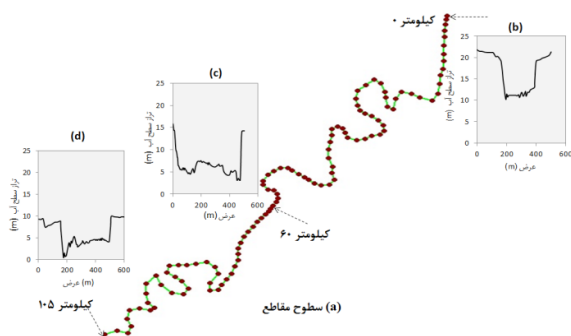 کیلومتر ۰
(b)
تراز سطح آب (m)
25
20
15
10
5
0
0 200 400 600
عرض (m)
(c)
تراز سطح آب (m)
25
20
15
10
5
0
0 200 400 600
عرض (m)
(d)
تراز سطح آب (m)
25
20
15
10
5
0
0 200 400 600
عرض (m)
کیلومتر ۶۰
کیلومتر ۱۰۵
(a) سطوح مقاطع